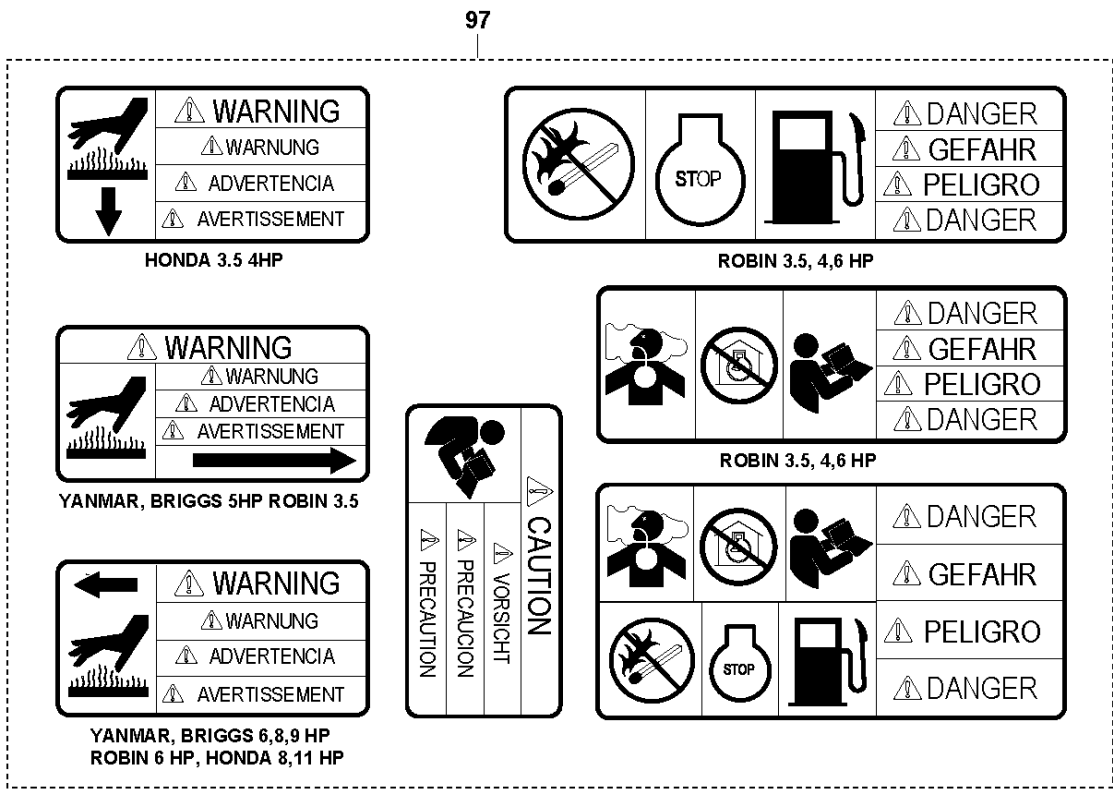 97
WARNING
WARNUNG
ADVERTENCIA
AVERTISSEMENT
HONDA 3.5 4HP
WARNING
WARNUNG
ADVERTENCIA
AVERTISSEMENT
YANMAR, BRIGGS 5HP ROBIN 3.5
WARNING
WARNUNG
ADVERTENCIA
AVERTISSEMENT
YANMAR, BRIGGS 6,8,9 HP
ROBIN 6 HP, HONDA 8,11 HP
CAUTION
VORSICHT
PRECAUCION
PRECAUTION
STOP
DANGER
GEFAHR
PELIGRO
DANGER
ROBIN 3.5, 4,6 HP
DANGER
GEFAHR
PELIGRO
DANGER
ROBIN 3.5, 4,6 HP
STOP
DANGER
GEFAHR
PELIGRO
DANGER